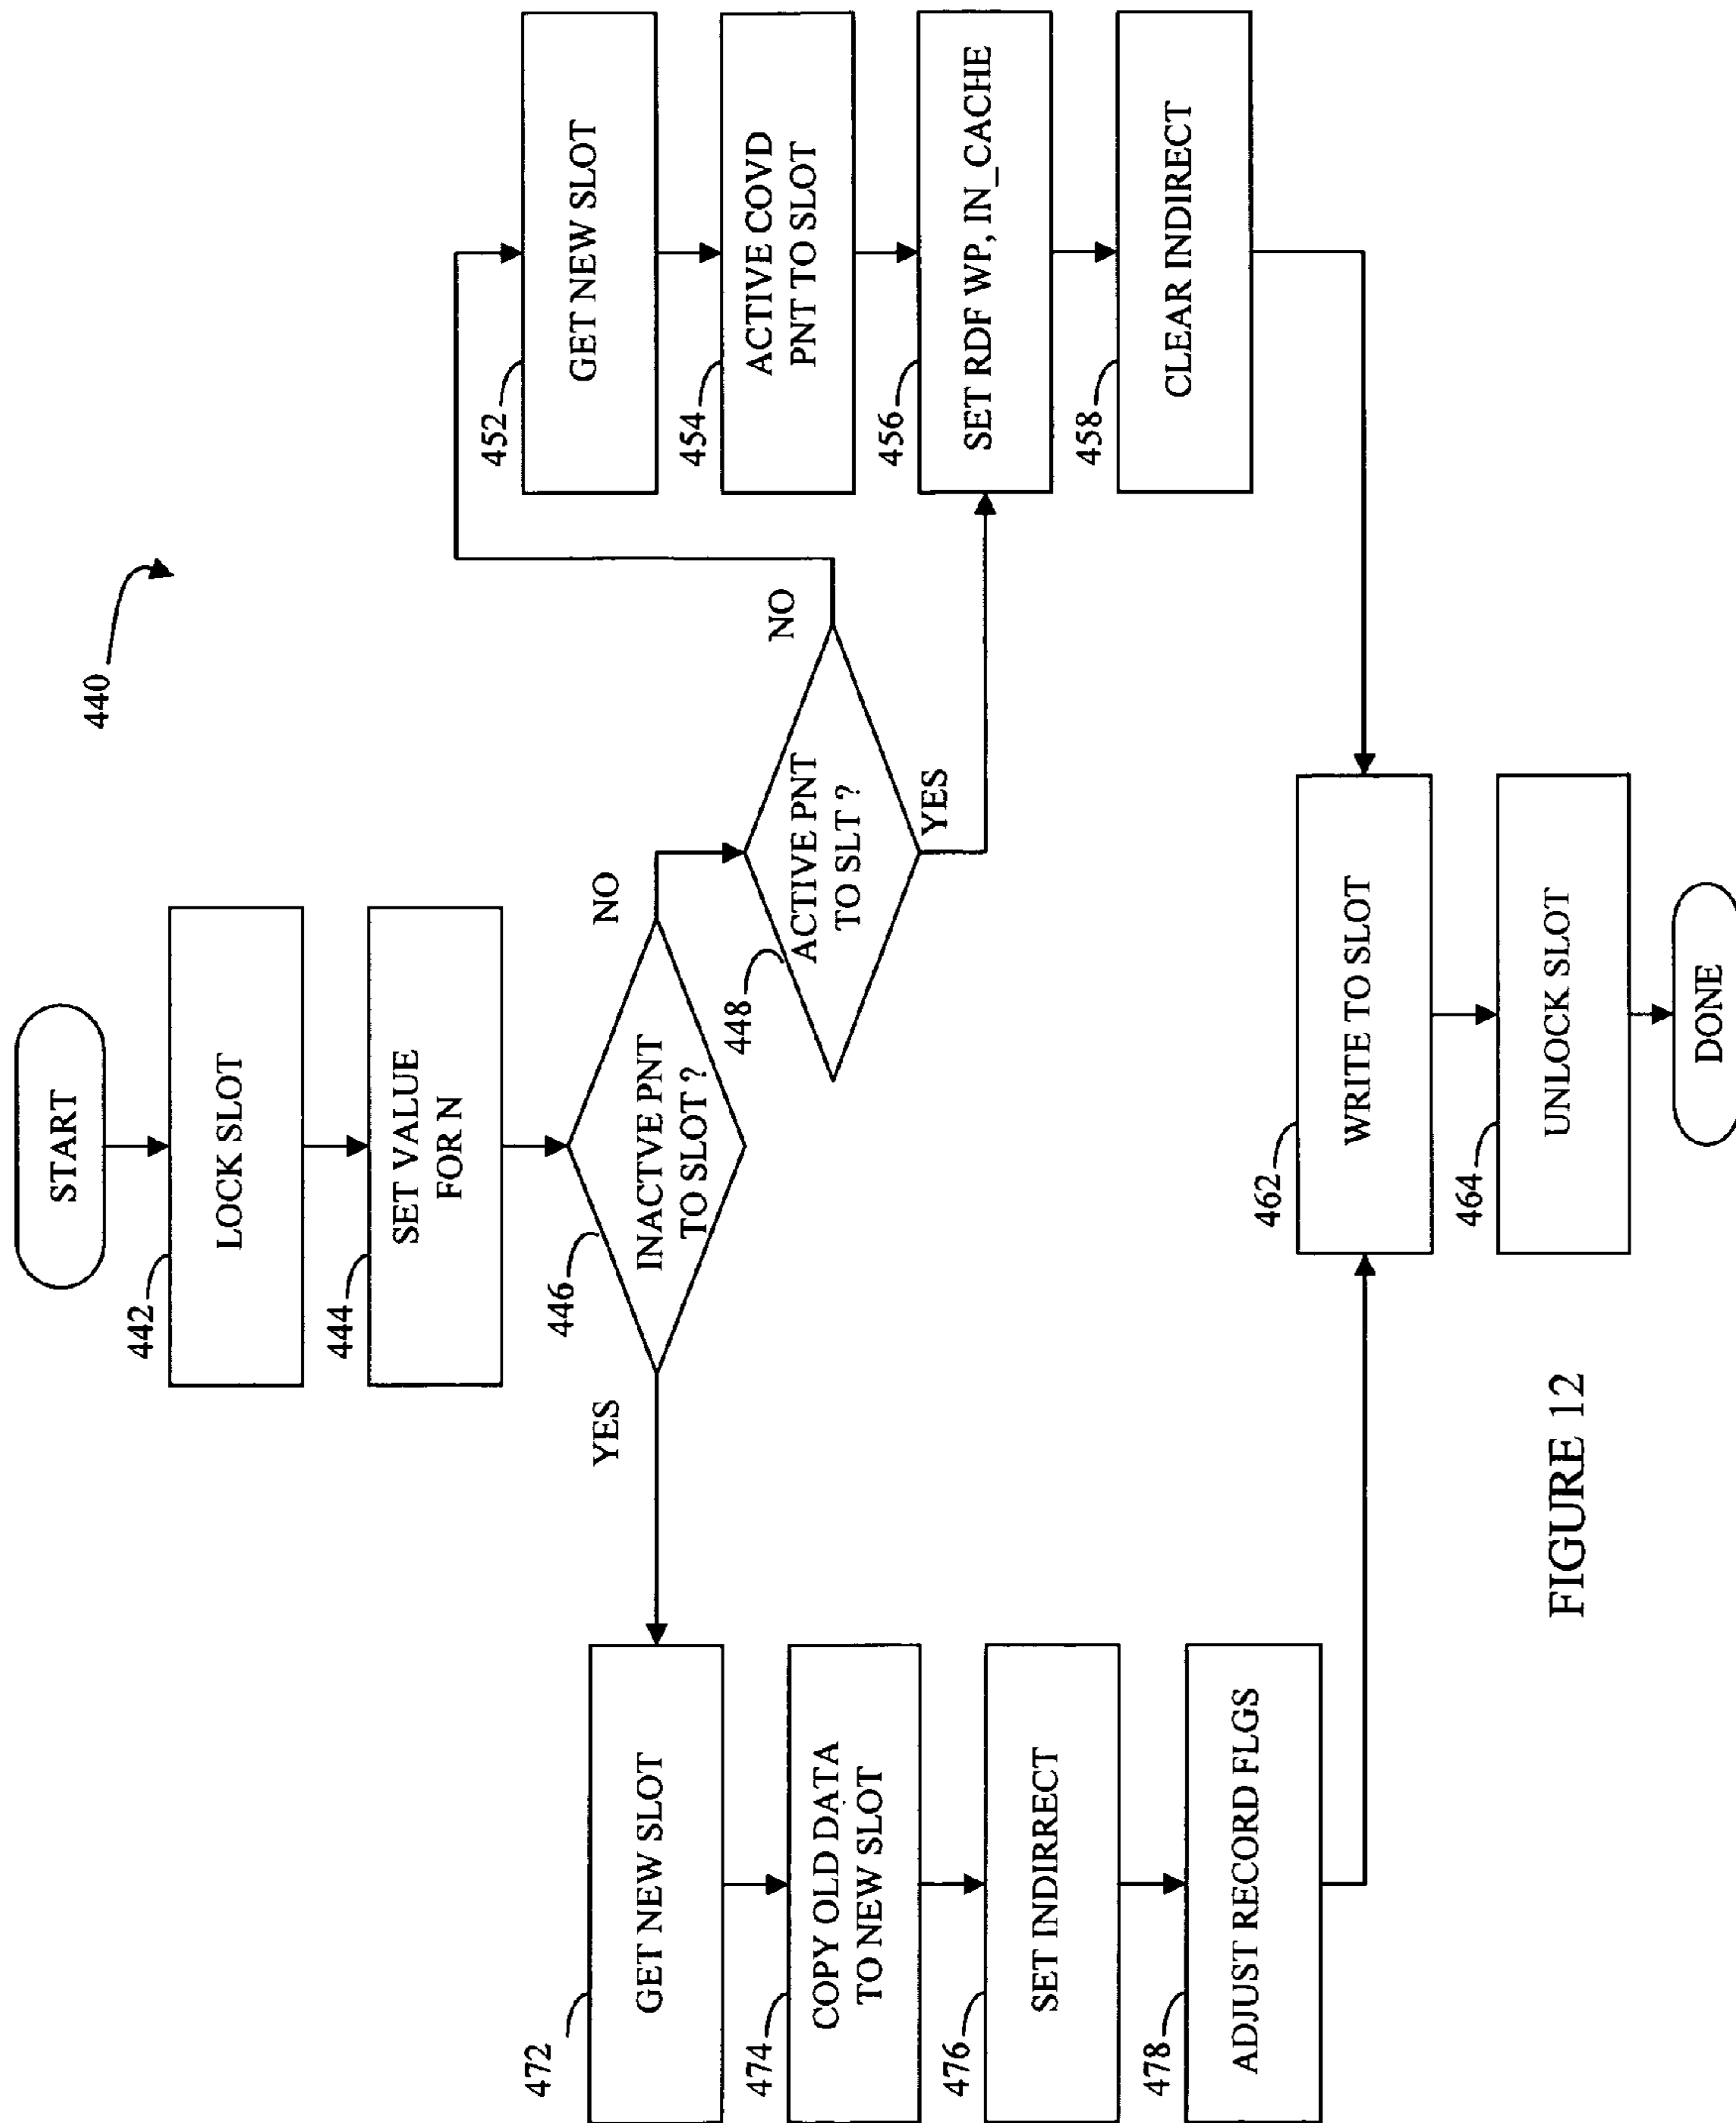 440
START
442
LOCK SLOT
444
SET VALUE
FOR N
446
INACTVE PNT
TO SLOT ?
YES
NO
448
ACTIVE PNT
TO SLT ?
NO
YES
452
GET NEW SLOT
454
ACTIVE COVD
PNT TO SLOT
456
SET RDF WP, IN_CACHE
458
CLEAR INDIRECT
472
GET NEW SLOT
474
COPY OLD DATA
TO NEW SLOT
476
SET INDIRRECT
478
ADJUST RECORD FLGS
462
WRITE TO SLOT
464
UNLOCK SLOT
DONE
FIGURE 12